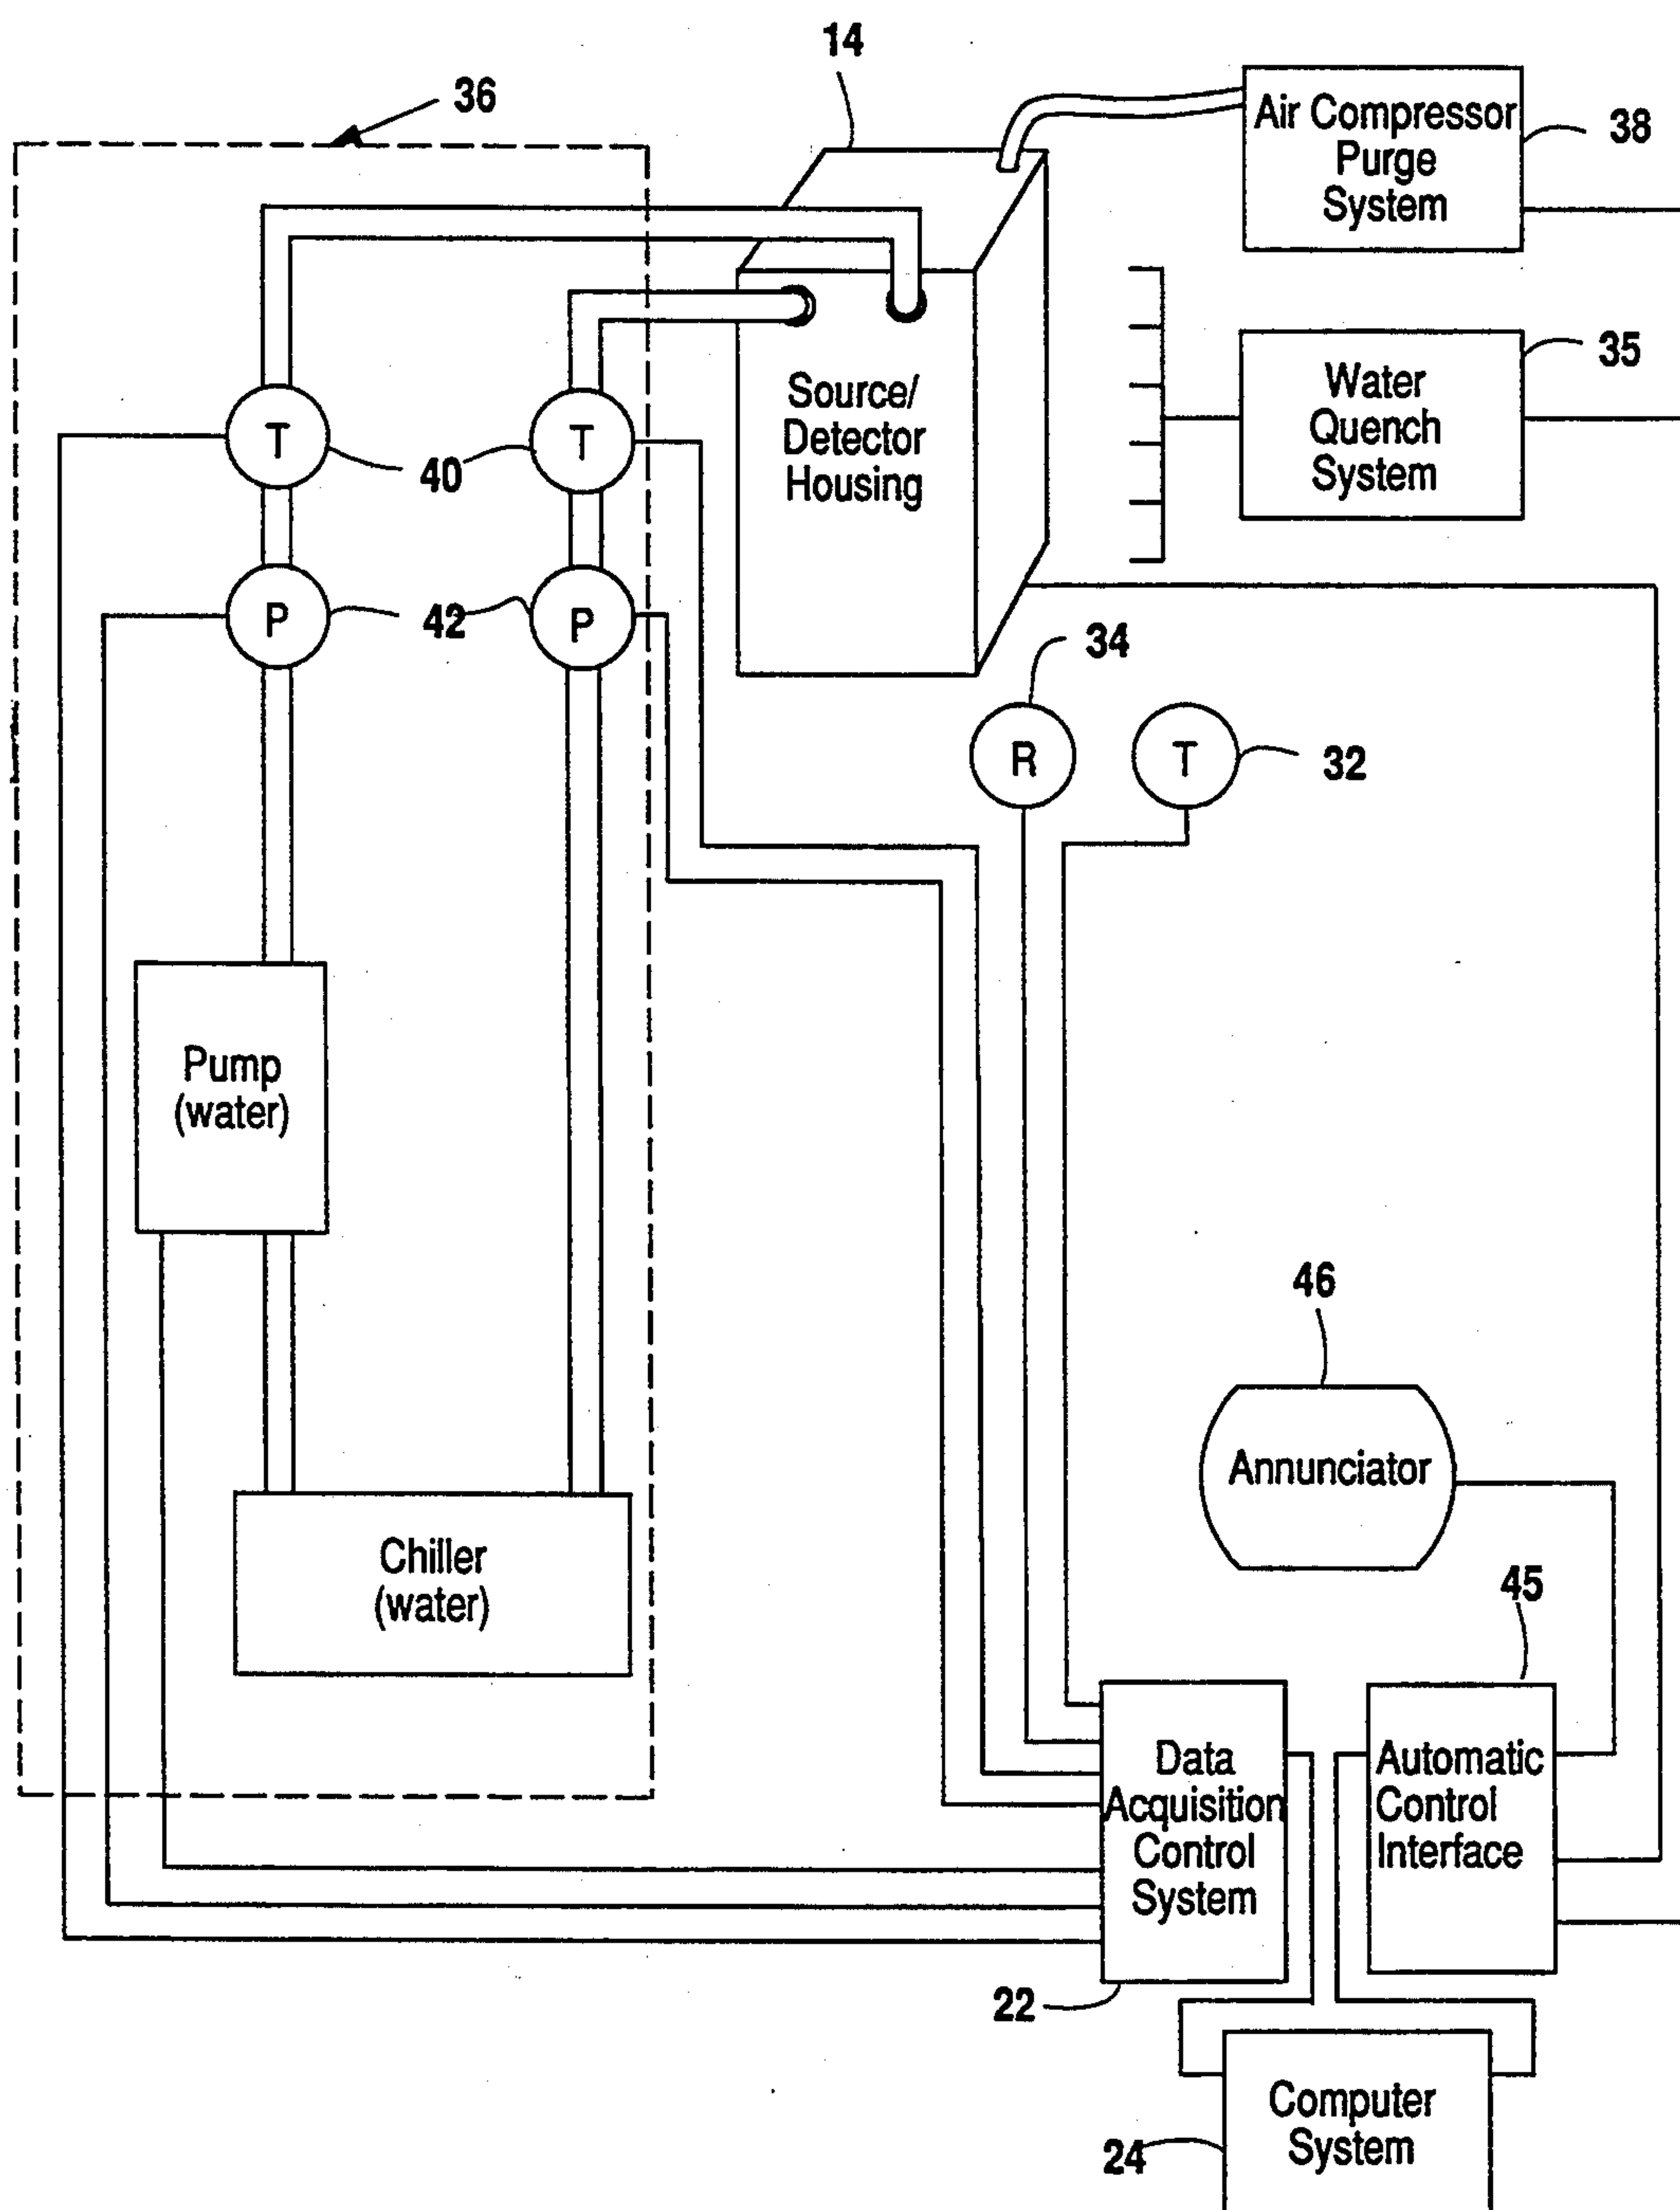 14
36
Air Compressor
Purge
System
38
Source/
Detector
Housing
Water
Quench
System
35
T
40
T
P
42
P
34
R
T
32
Pump
(water)
46
Annunciator
Chiller
(water)
45
Data
Acquisition
Control
System
Automatic
Control
Interface
22
Computer
System
24